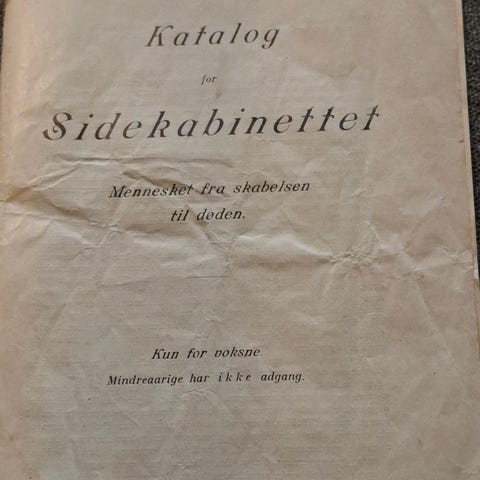 Katalog
for
Sidekabinettet
Mennesket fra skabelsen
til døden.
Kun for voksne.
Mindreaarige har ikke adgang.